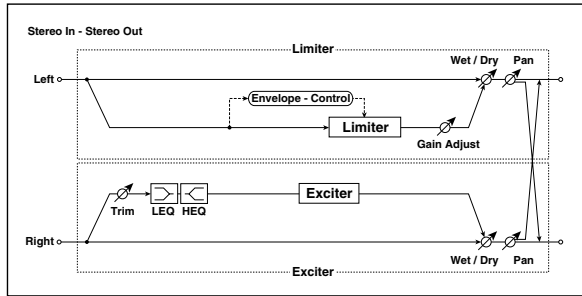 Stereo In - Stereo Out
Limiter
Wet / Dry Pan
Left
Envelope - Control
Limiter
Gain Adjust
Trim LEQ HEQ Exciter
Right
Wet / Dry Pan
Exciter